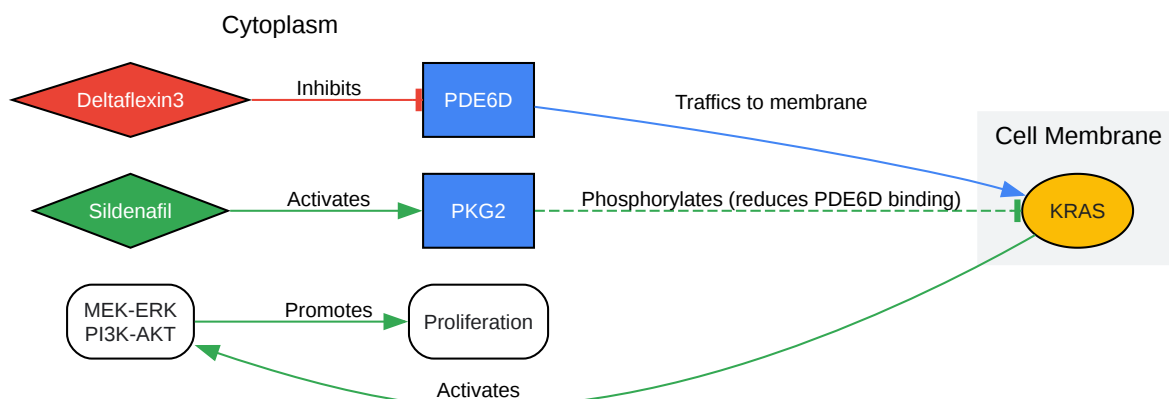 Cytoplasm
Deltaflexin3
Inhibits
PDE6D
Traffics to membrane
Cell Membrane
Sildenafil
Activates
PKG2
Phosphorylates (reduces PDE6D binding)
KRAS
MEK-ERK
PI3K-AKT
Promotes
Proliferation
Activates